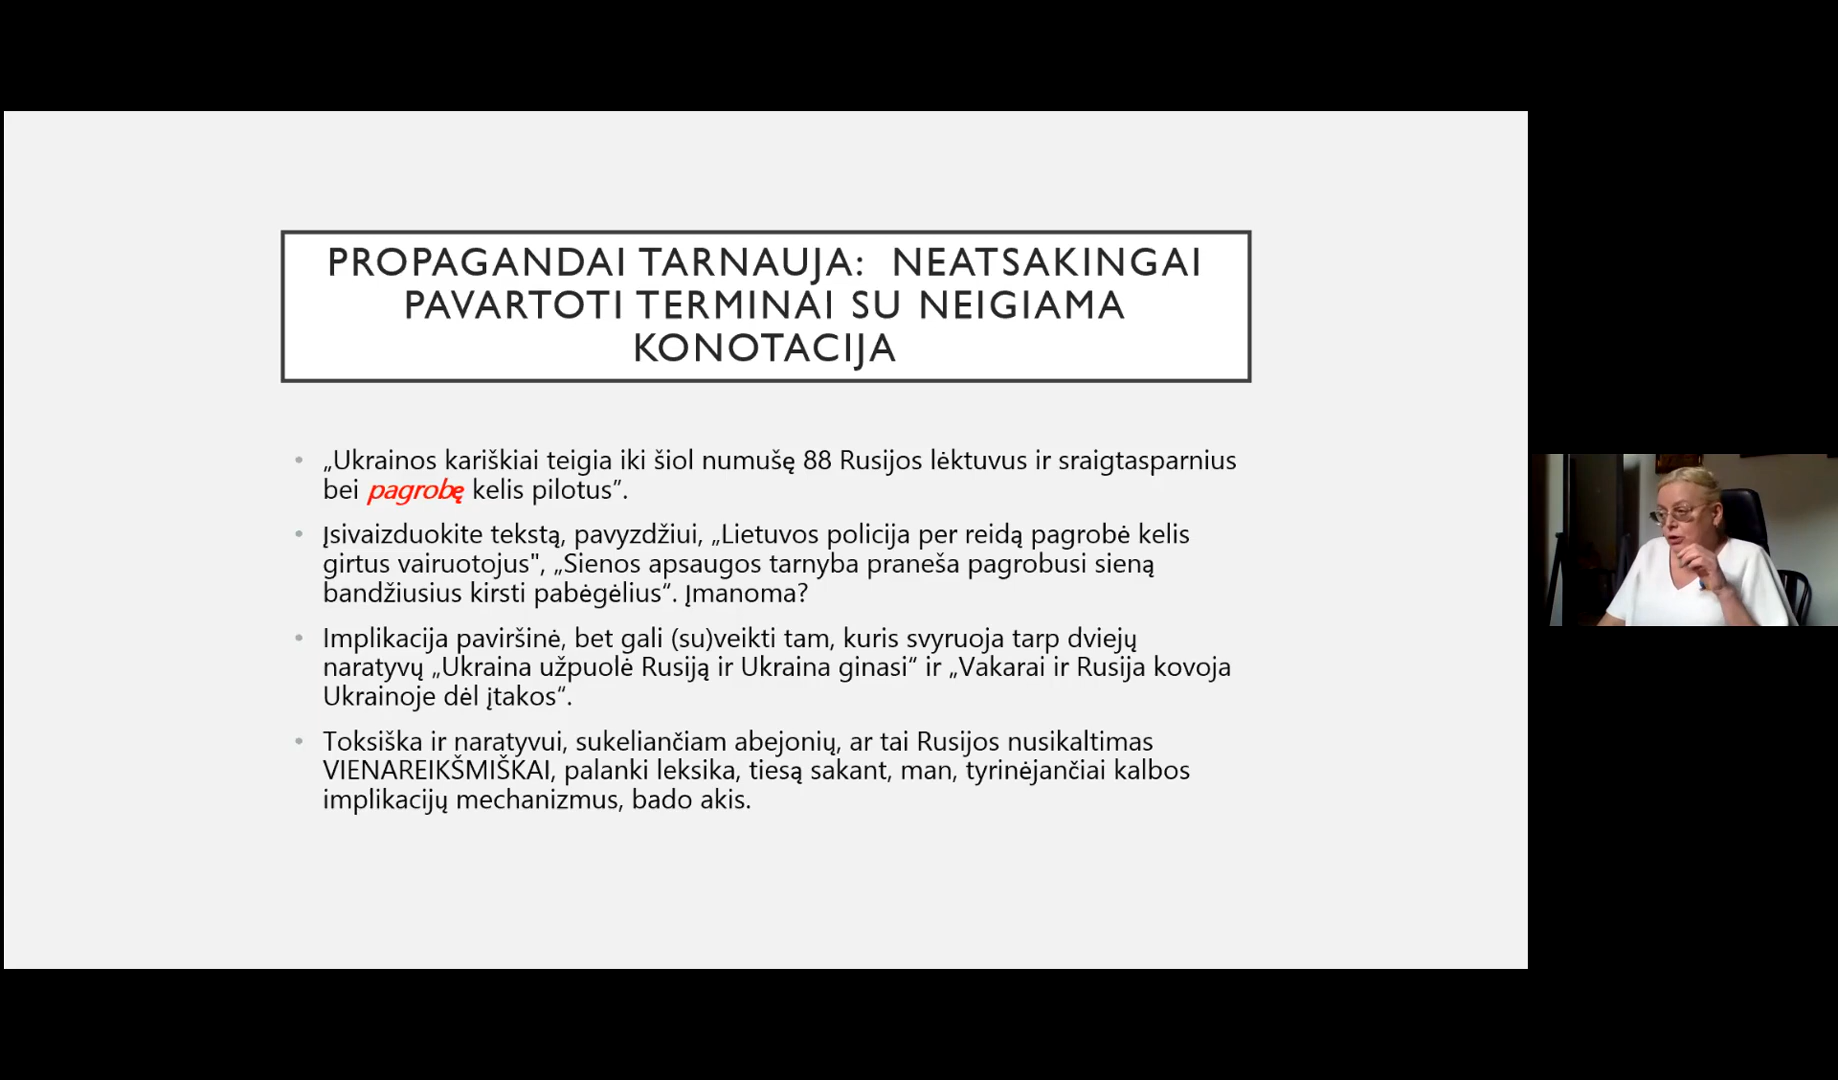 PROPAGANDAI TARNAUJA:  NEATSAKINGAI
PAVARTOTI TERMINAI SU NEIGIAMA
KONOTACIJA
• „Ukrainos kariškiai teigia iki šiol numušę 88 Rusijos lėktuvus ir sraigtasparnius
bei pagrobę kelis pilotus”.
• Įsivaizduokite tekstą, pavyzdžiui, „Lietuvos policija per reidą pagrobė kelis
girtus vairuotojus", „Sienos apsaugos tarnyba praneša pagrobusi sieną
bandžiusius kirsti pabėgėlius“. Įmanoma?
• Implikacija paviršinė, bet gali (su)veikti tam, kuris svyruoja tarp dviejų
naratyvų „Ukraina užpuolė Rusiją ir Ukraina ginasi“ ir „Vakarai ir Rusija kovoja
Ukrainoje dėl įtakos“.
• Toksiška ir naratyvui, sukeliančiam abejonių, ar tai Rusijos nusikaltimas
VIENAREIKŠMIŠKAI, palanki leksika, tiesą sakant, man, tyrinėjančiai kalbos
implikacijų mechanizmus, bado akis.